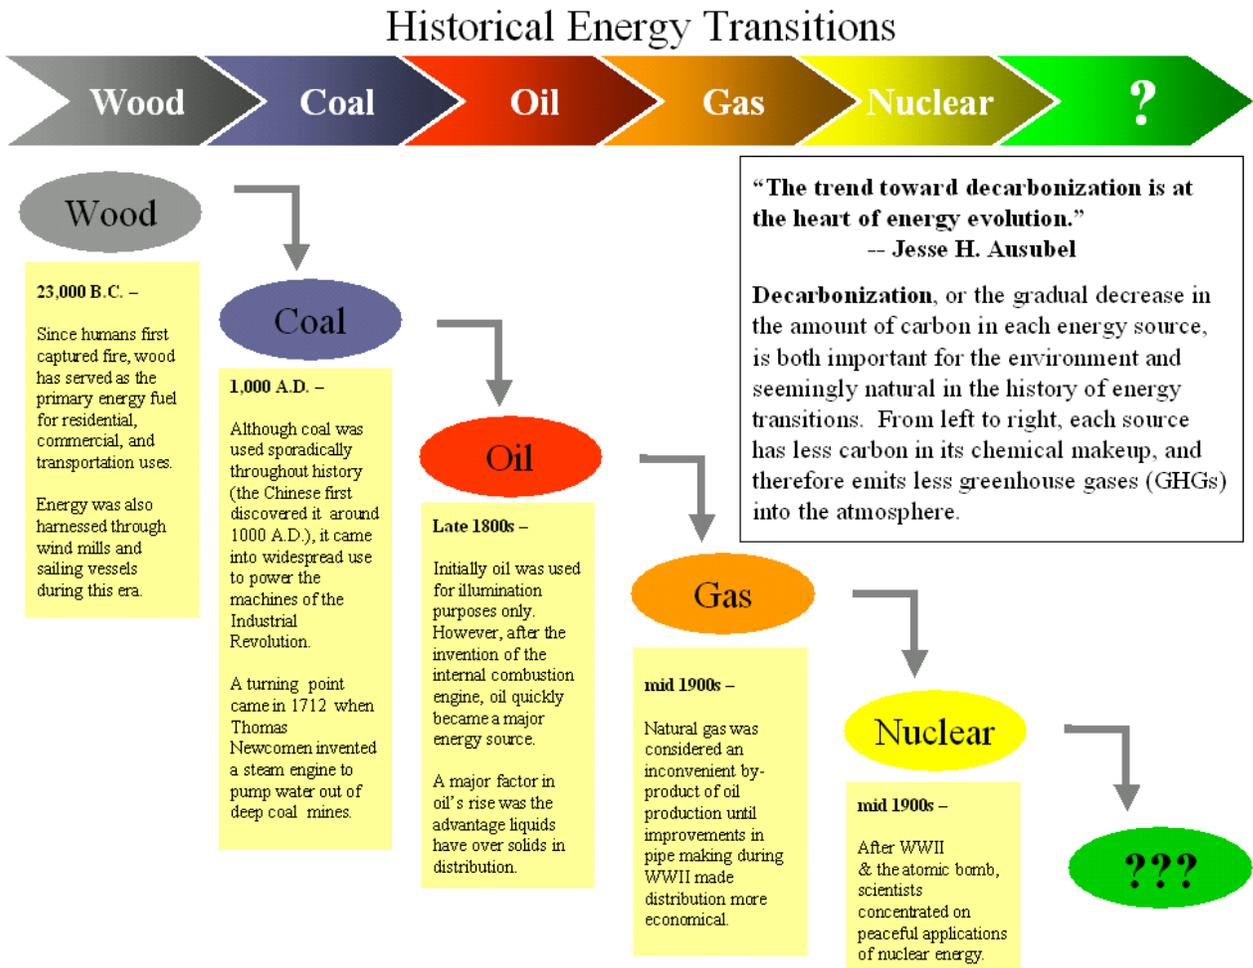 Historical Energy Transitions
Wood
Coal
Oil
Gas
Nuclear
?
Wood
23,000 B.C. –
Since humans first
captured fire, wood
has served as the
primary energy fuel
for residential,
commercial, and
transportation uses.
Energy was also
harnessed through
wind mills and
sailing vessels
during this era.
Coal
1,000 A.D. –
Although coal was
used sporadically
throughout history
(the Chinese first
discovered it around
1000 A.D.), it came
into widespread use
to power the
machines of the
Industrial
Revolution.
A turning point
came in 1712 when
Thomas
Newcomen invented
a steam engine to
pump water out of
deep coal mines.
Oil
Late 1800s –
Initially oil was used
for illumination
purposes only.
However, after the
invention of the
internal combustion
engine, oil quickly
became a major
energy source.
A major factor in
oil's rise was the
advantage liquids
have over solids in
distribution.
Gas
mid 1900s –
Natural gas was
considered an
inconvenient by-
product of oil
production until
improvements in
pipe making during
WWII made
distribution more
economical.
Nuclear
mid 1900s –
After WWII
& the atomic bomb,
scientists
concentrated on
peaceful applications
of nuclear energy.
???
“The trend toward decarbonization is at
the heart of energy evolution.”
-- Jesse H. Ausubel
Decarbonization, or the gradual decrease in
the amount of carbon in each energy source,
is both important for the environment and
seemingly natural in the history of energy
transitions. From left to right, each source
has less carbon in its chemical makeup, and
therefore emits less greenhouse gases (GHGs)
into the atmosphere.